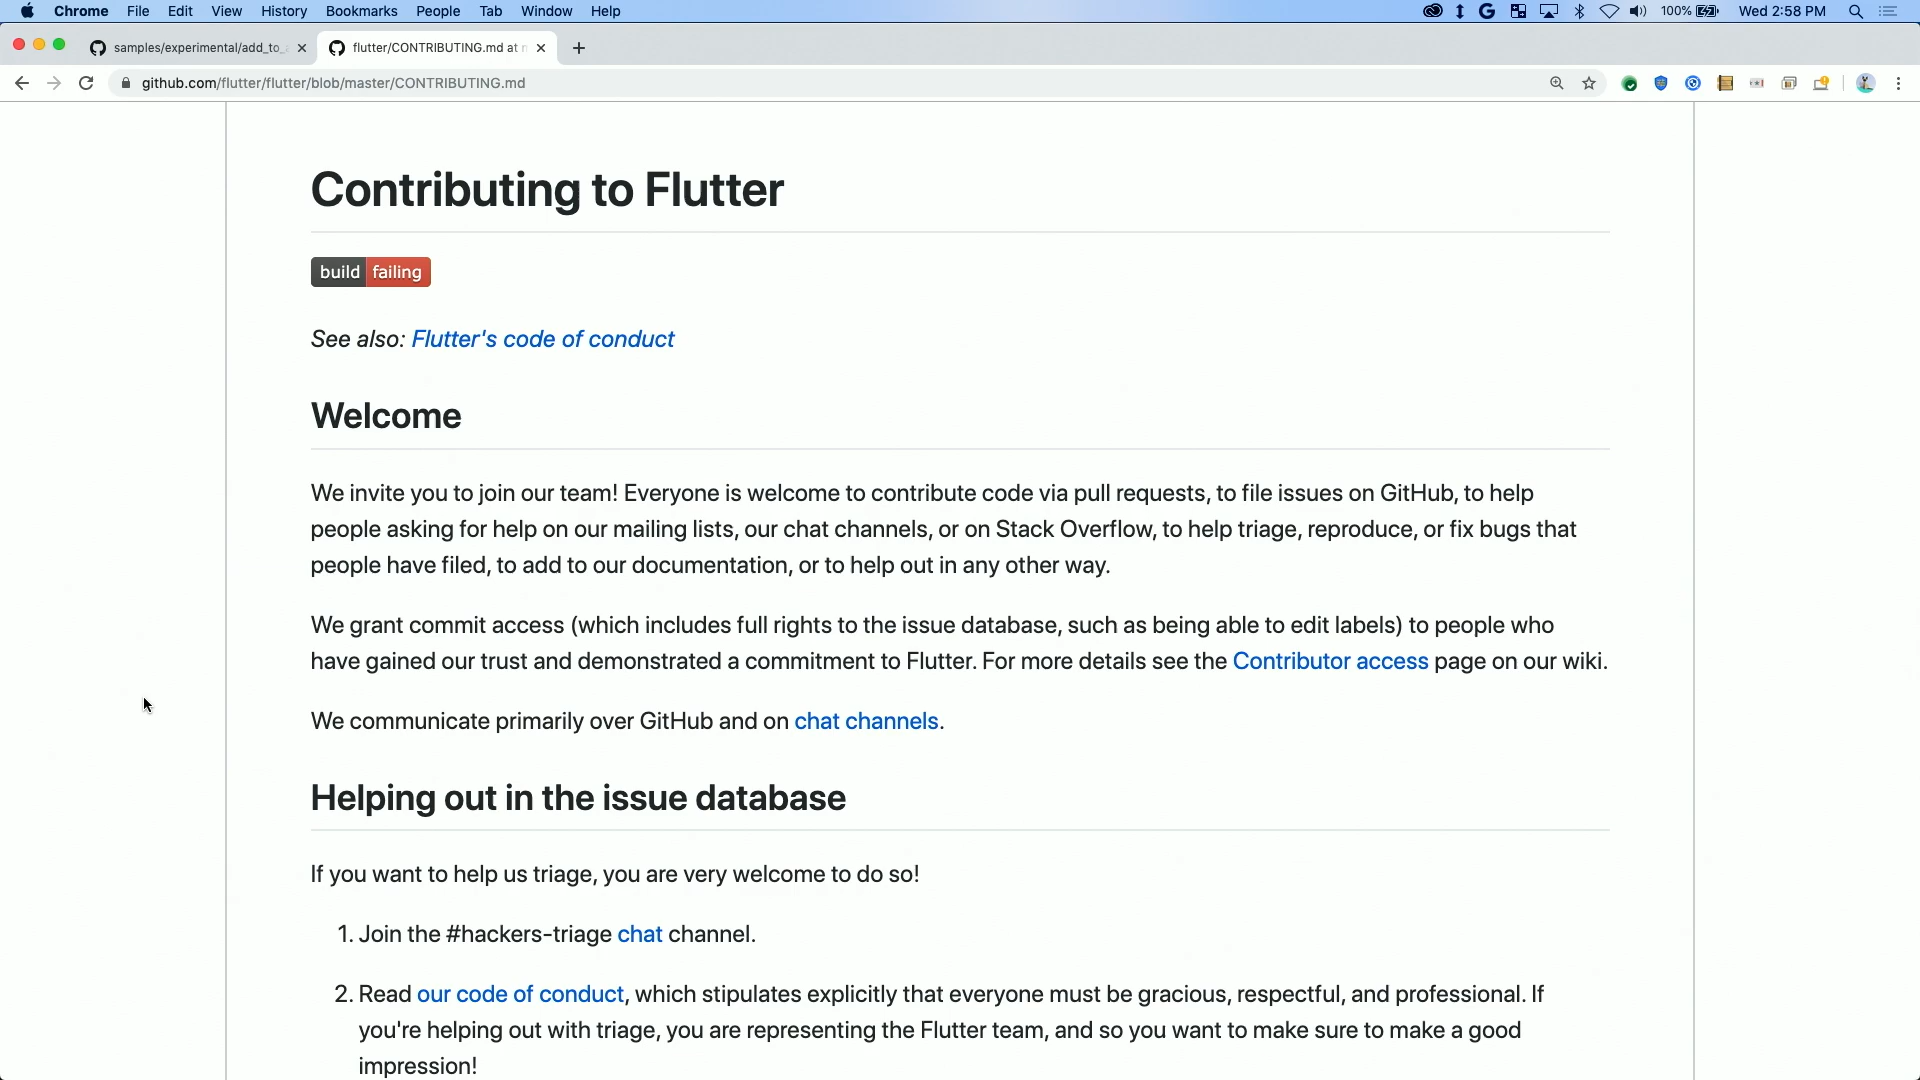 Chrome File Edit View History Bookmarks People Tab Window Help 100% Wed 2:58 PM
samples/experimental/add_to_ flutter/CONTRIBUTING.md at
github.com/flutter/flutter/blob/master/CONTRIBUTING.md
Contributing to Flutter
build failing
See also: Flutter's code of conduct
Welcome
We invite you to join our team! Everyone is welcome to contribute code via pull requests, to file issues on GitHub, to help
people asking for help on our mailing lists, our chat channels, or on Stack Overflow, to help triage, reproduce, or fix bugs that
people have filed, to add to our documentation, or to help out in any other way.
We grant commit access (which includes full rights to the issue database, such as being able to edit labels) to people who
have gained our trust and demonstrated a commitment to Flutter. For more details see the Contributor access page on our wiki.
We communicate primarily over GitHub and on chat channels.
Helping out in the issue database
If you want to help us triage, you are very welcome to do so!
1. Join the #hackers-triage chat channel.
2. Read our code of conduct, which stipulates explicitly that everyone must be gracious, respectful, and professional. If
you're helping out with triage, you are representing the Flutter team, and so you want to make sure to make a good
impression!